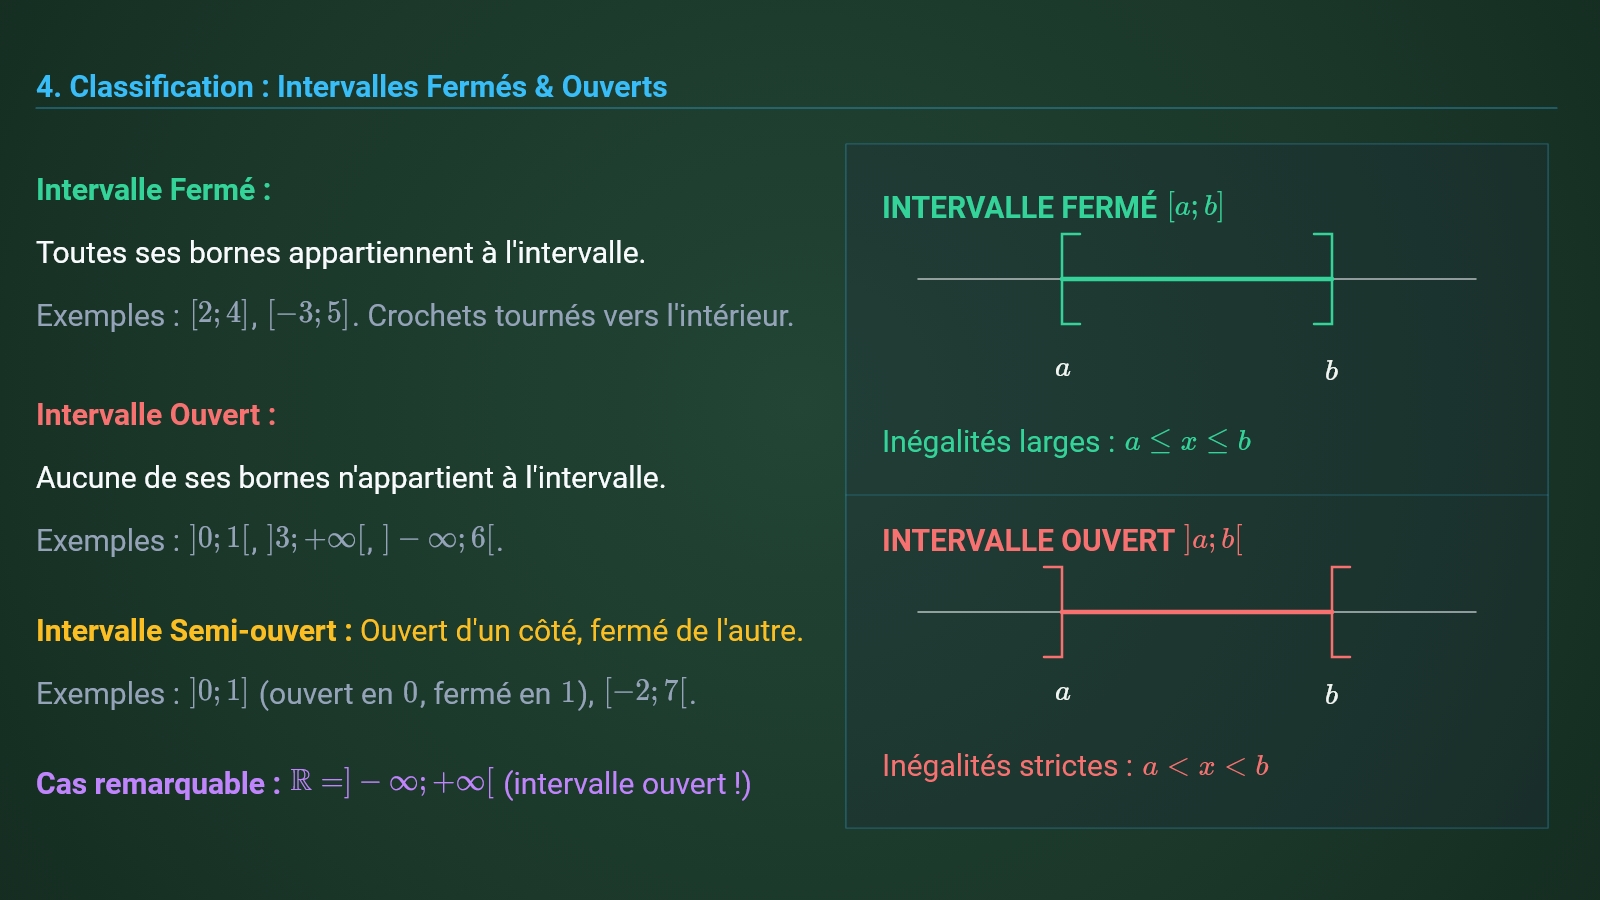 4. Classification : Intervalles Fermés & Ouverts
Intervalle Fermé :
Toutes ses bornes appartiennent à l'intervalle.
Exemples : [2; 4], [−3; 5]. Crochets tournés vers l'intérieur.
Intervalle Ouvert :
Aucune de ses bornes n'appartient à l'intervalle.
Exemples : ]0; 1[, ]3; +∞[, ] − ∞; 6[.
Intervalle Semi-ouvert : Ouvert d'un côté, fermé de l'autre.
Exemples : ]0; 1] (ouvert en 0, fermé en 1), [−2; 7[.
Cas remarquable : ℝ =] − ∞; +∞[ (intervalle ouvert !)
INTERVALLE FERMÉ [a; b]
a b
Inégalités larges : a ≤ x ≤ b
INTERVALLE OUVERT ]a; b[
a b
Inégalités strictes : a < x < b